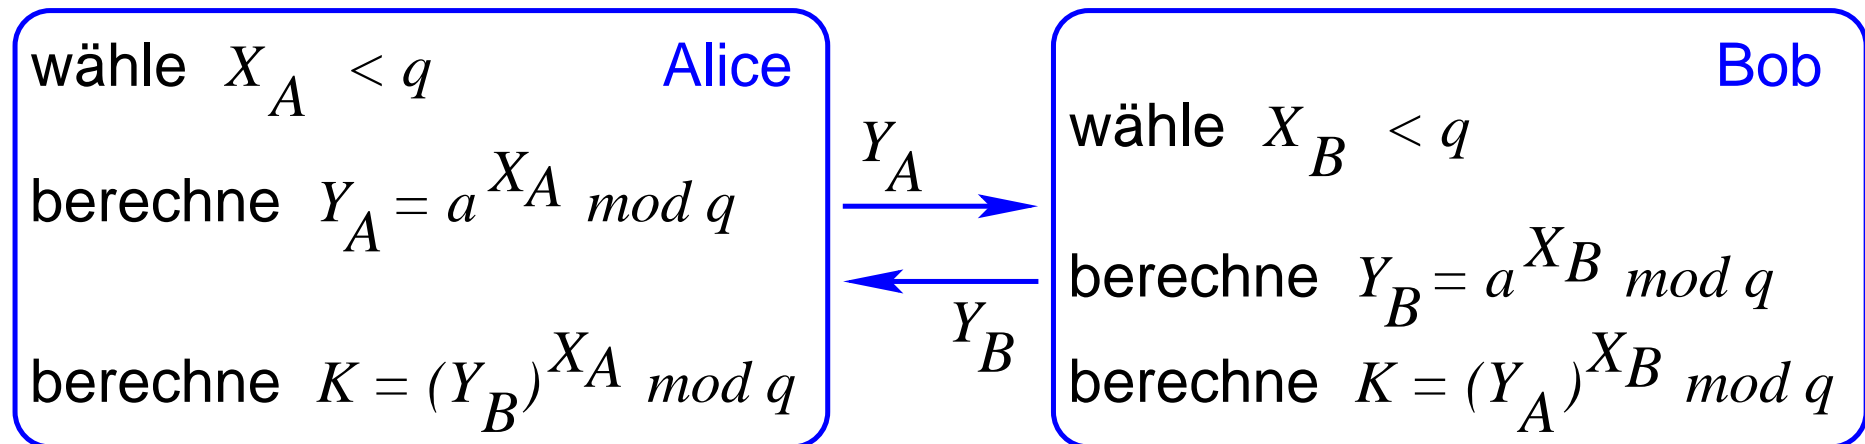 wähle X_A < q Alice
berechne Y_A = a^X_A mod q
berechne K = (Y_B)^X_A mod q
Y_A
Y_B
Bob
wähle X_B < q
berechne Y_B = a^X_B mod q
berechne K = (Y_A)^X_B mod q